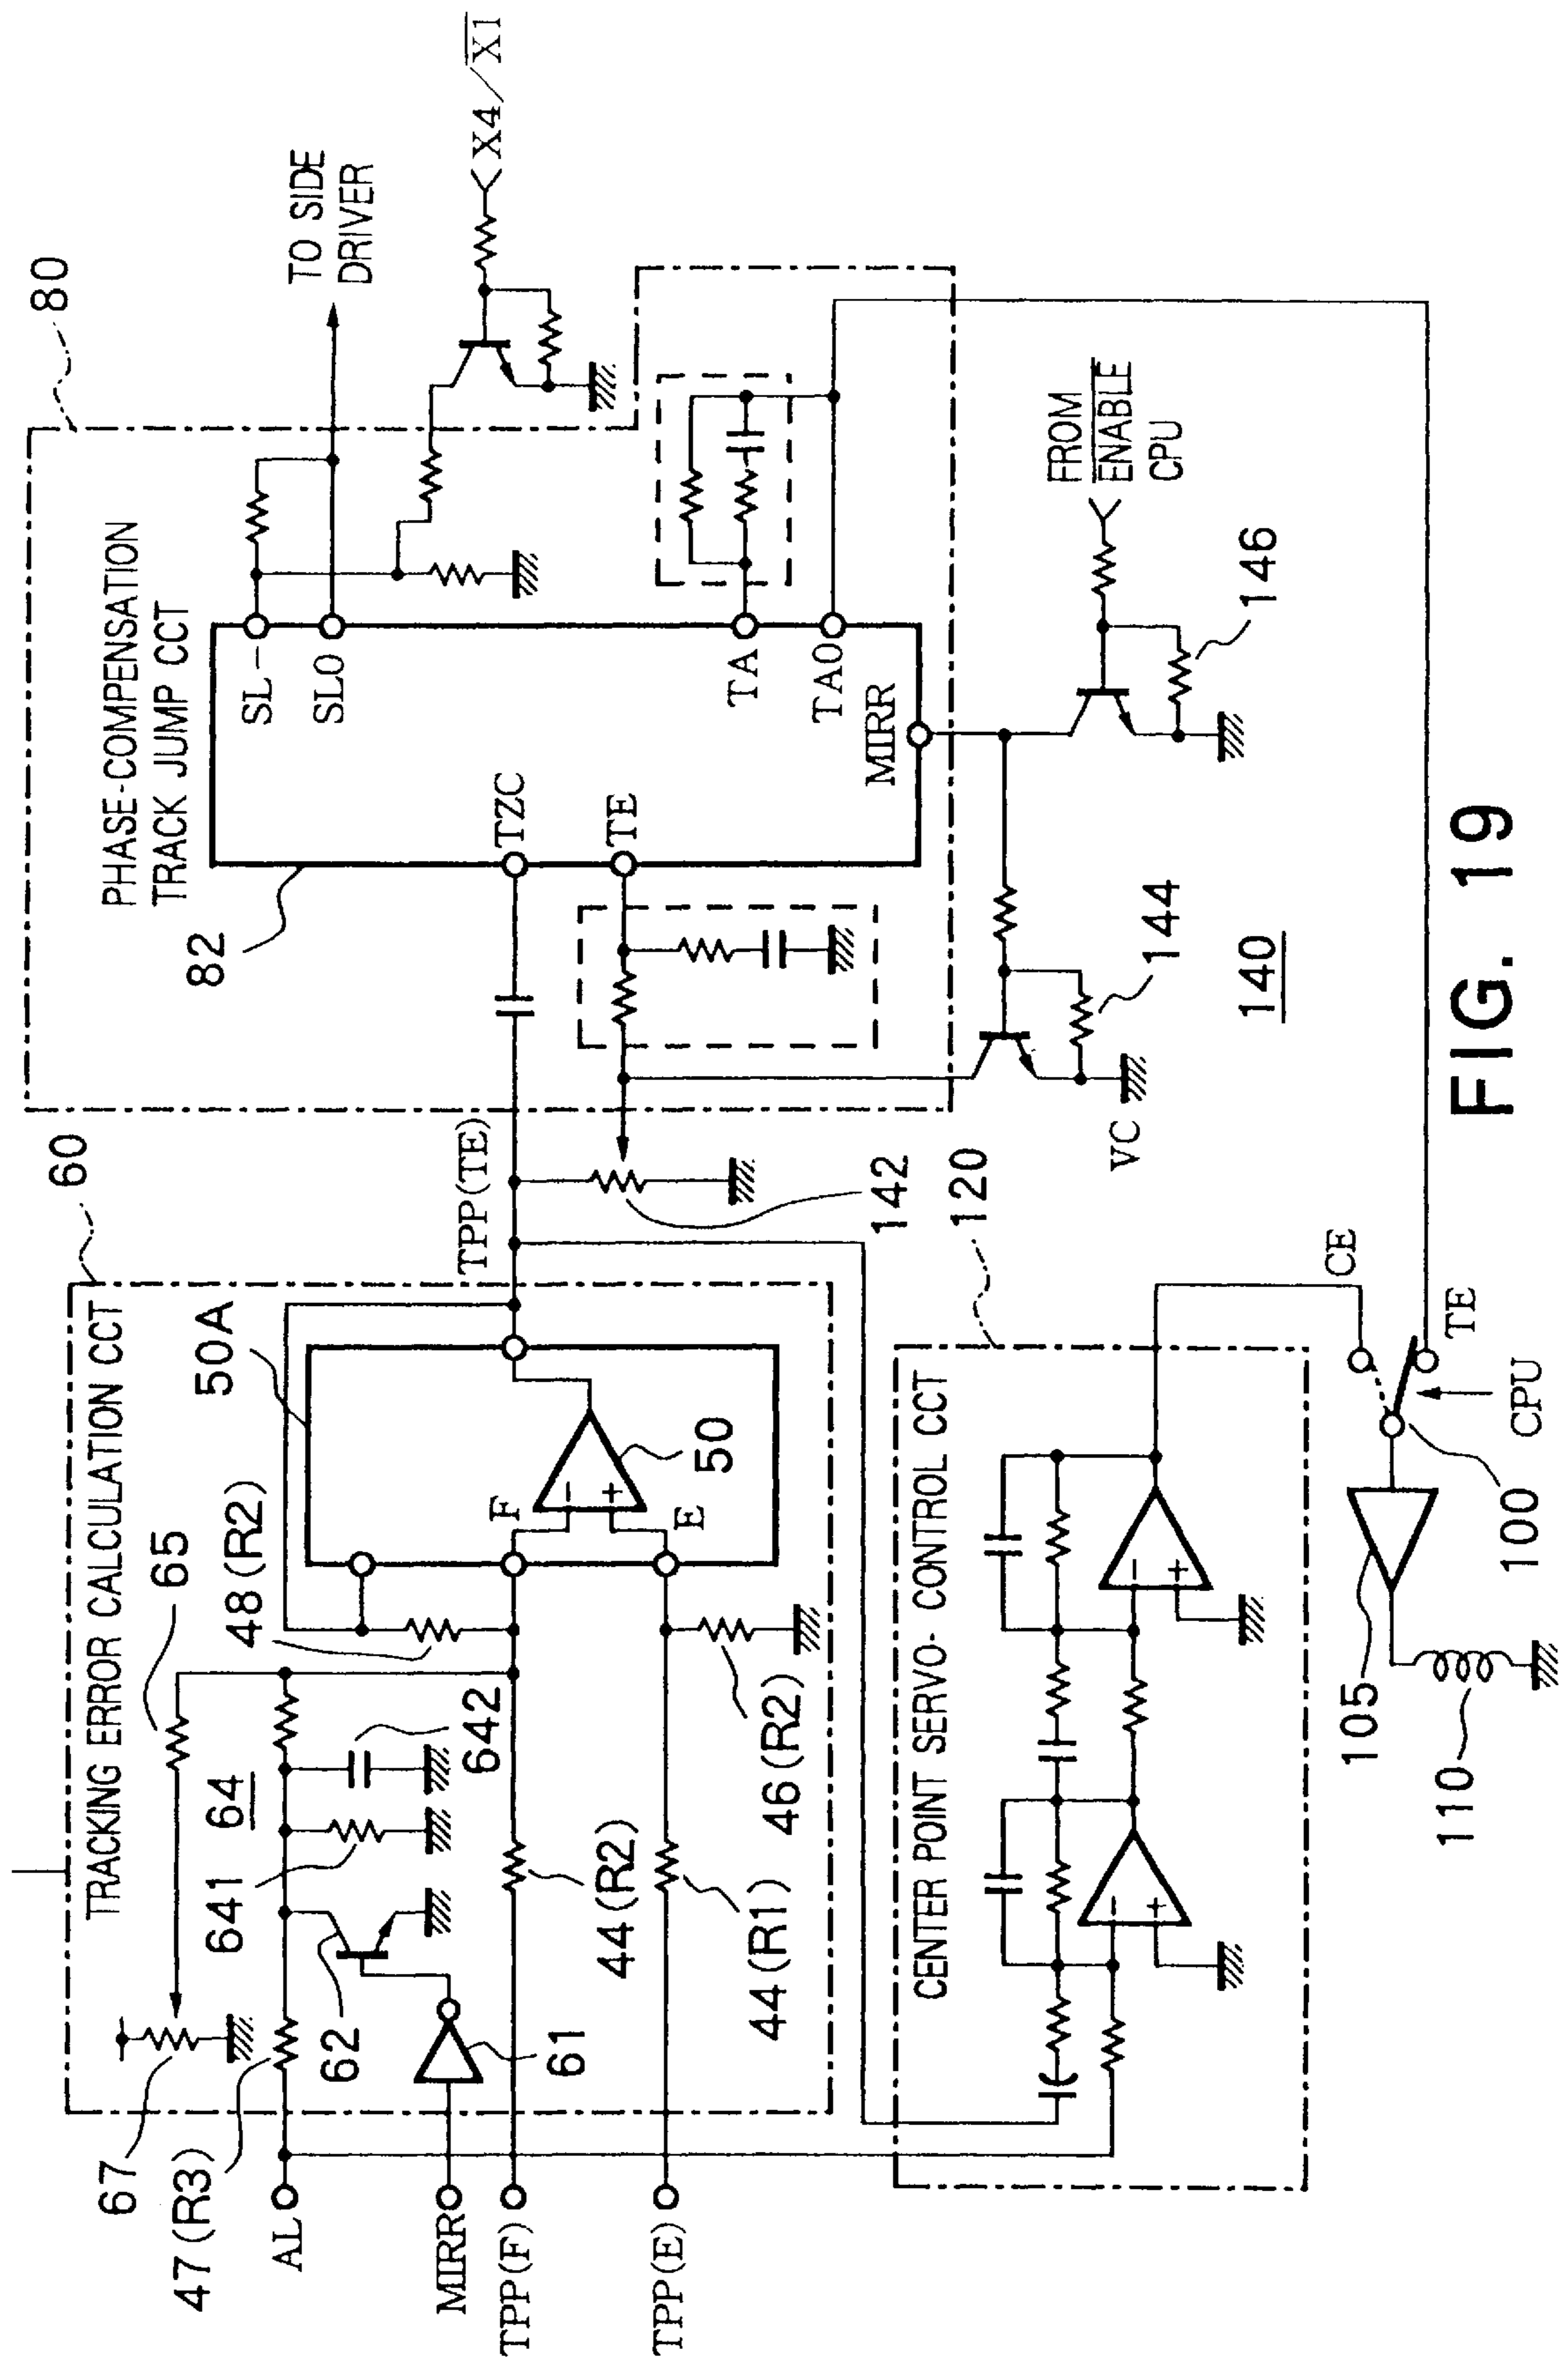 80
TO SIDE
DRIVER
X4/X1
PHASE-COMPENSATION
TRACK JUMP CCT
82
SL-
SLO
TZC
TE
TA
TAO
MIRR
FROM
ENABLE
CPU
146
144
140
VC
60
TPP(TE)
142
TRACKING ERROR CALCULATION CCT
50A
50
F
E
65
48(R2)
64
642
641
46(R2)
62
61
44(R2)
44(R1)
67
47(R3)
AL
MIRR
TPP(F)
TPP(E)
120
CENTER POINT SERVO- CONTROL CCT
CE
TE
CPU
100
105
110
FIG. 19